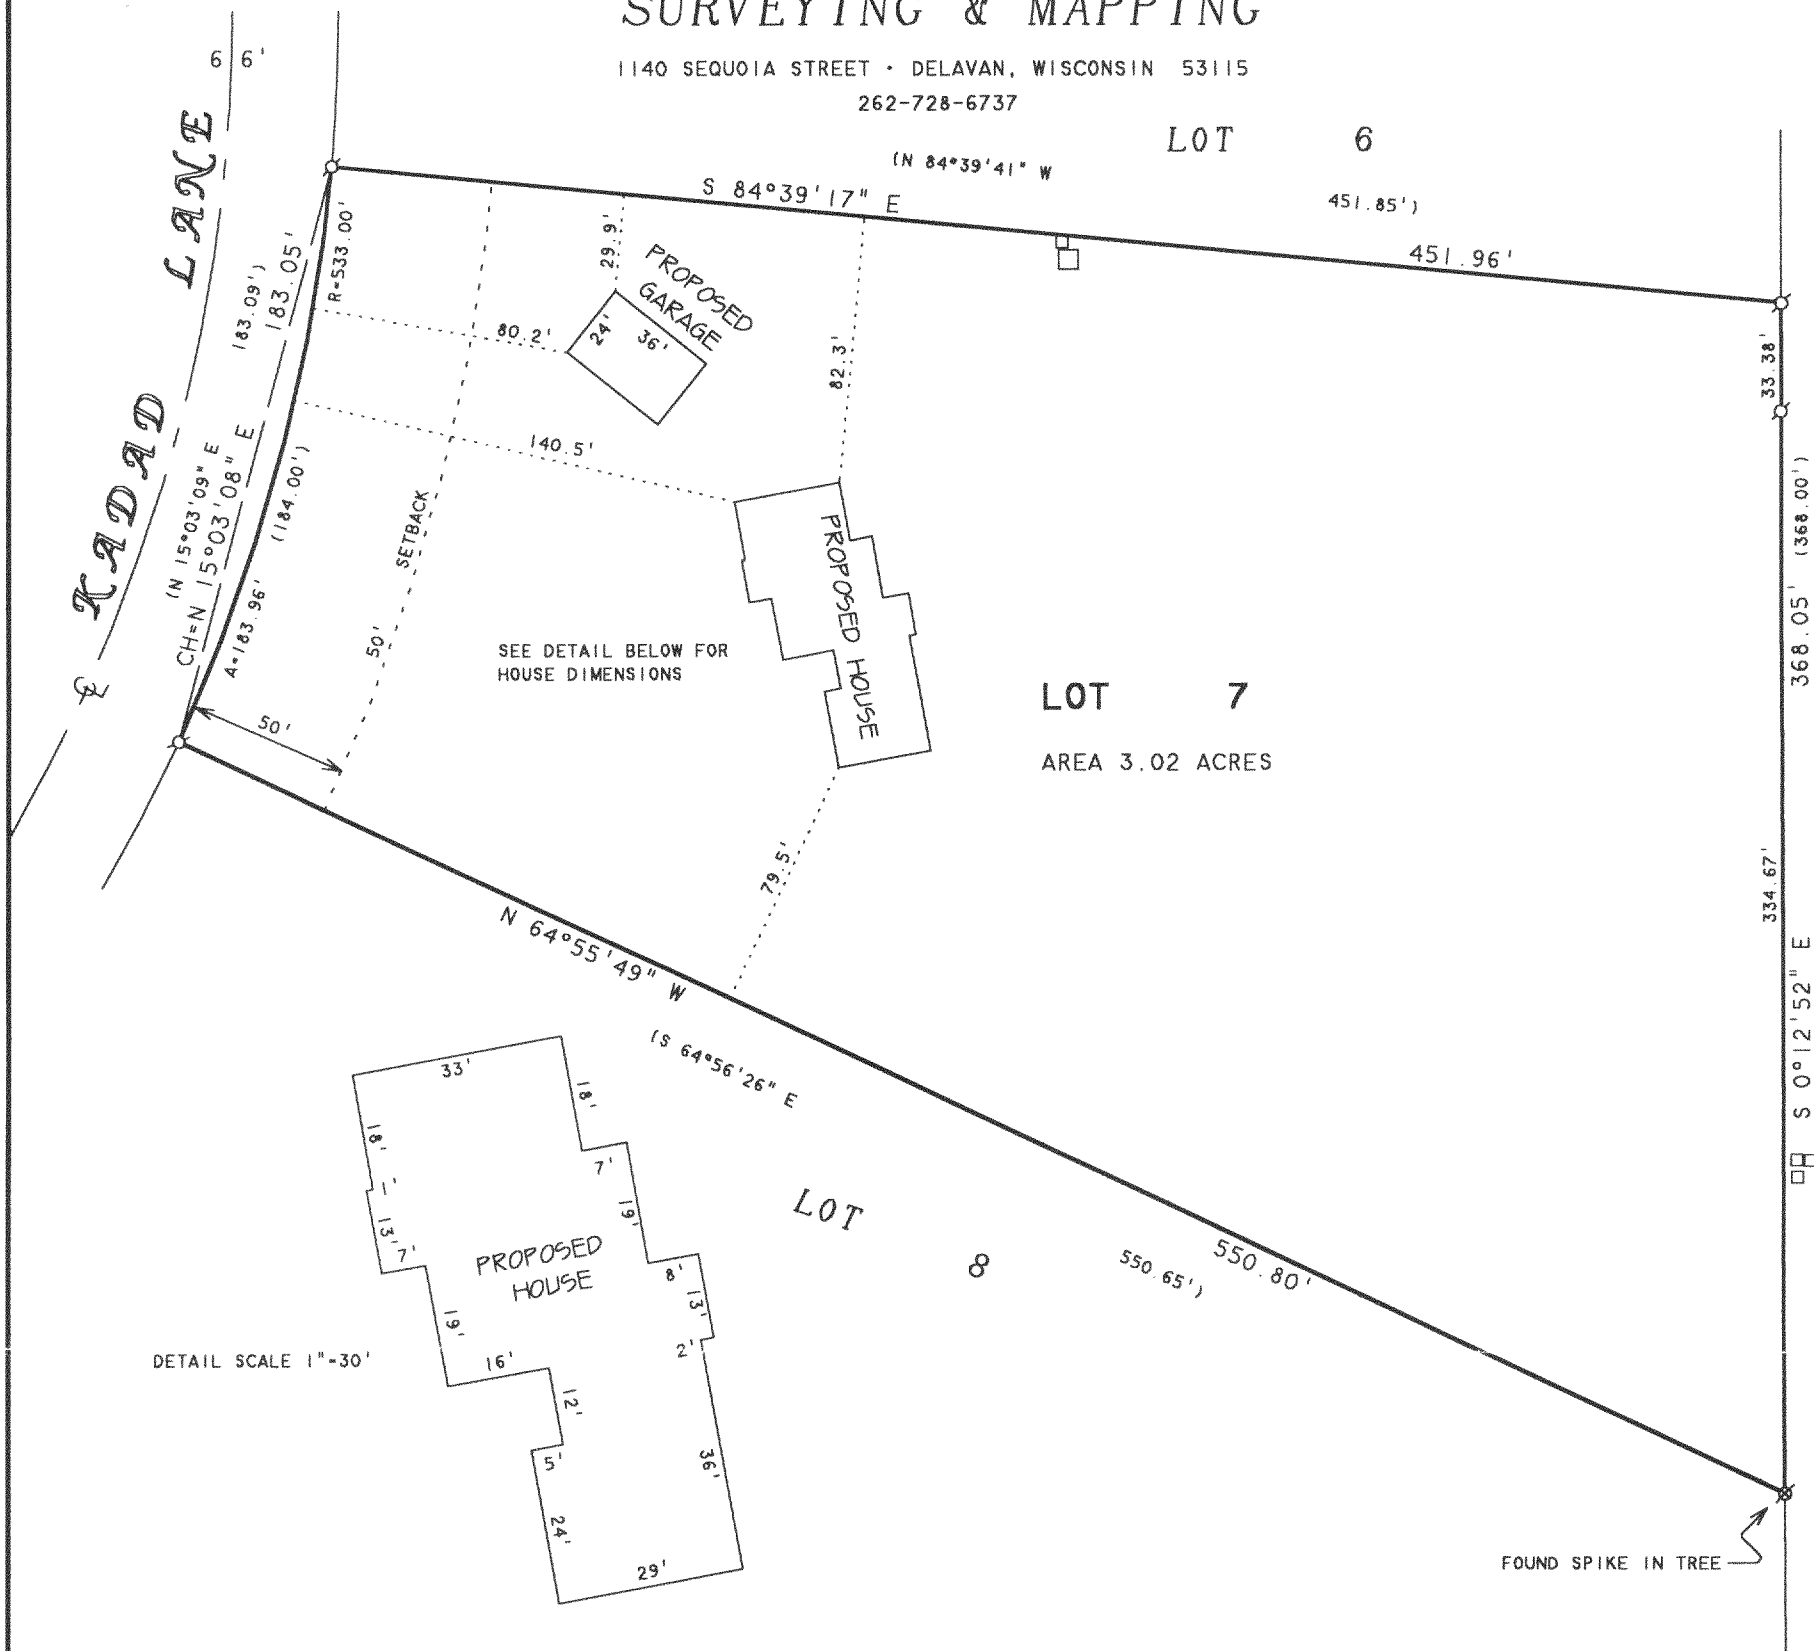 SURVEYING & MAPPING
1140 SEQUOIA STREET · DELAVAN, WISCONSIN 53115
262-728-6737
66'
LOT 6
(N 84°39'41" W 451.85')
S 84°39'17" E 451.96'
KADAD LANE
(183.09')
183.05'
R=533.00'
(N 15°03'09" E
CH=N 15°03'08" E
(184.00')
A=183.96'
29.9'
PROPOSED
GARAGE
24'
36'
80.2'
82.3'
140.5'
SETBACK
50'
50'
SEE DETAIL BELOW FOR
HOUSE DIMENSIONS
PROPOSED HOUSE
LOT 7
AREA 3.02 ACRES
33.38'
(368.00')
368.05'
334.67'
S 0°12'52" E
79.5'
N 64°55'49" W 550.80'
(S 64°56'26" E 550.65')
LOT 8
33'
18'
18'
1'
7'
13'
7'
19'
PROPOSED
HOUSE
8'
13'
19'
2'
16'
12'
5'
36'
24'
29'
DETAIL SCALE 1"=30'
FOUND SPIKE IN TREE